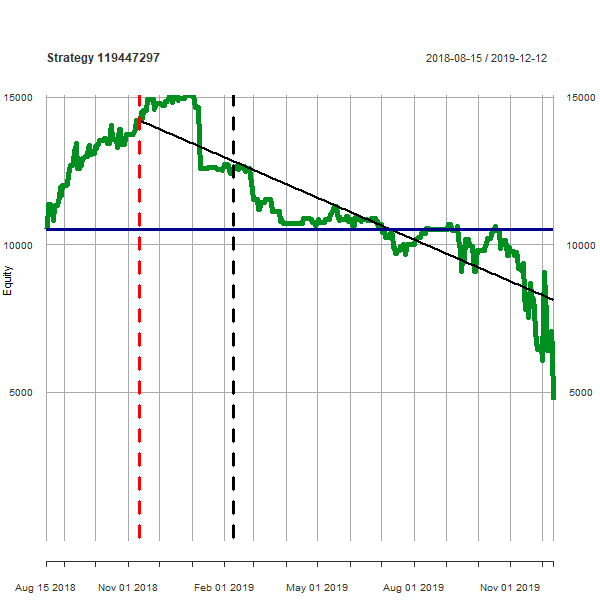 Strategy 119447297
2018-08-15 / 2019-12-12
15000 15000
10000 10000
Equity
5000 5000
Aug 15 2018 Nov 01 2018 Feb 01 2019 May 01 2019 Aug 01 2019 Nov 01 2019